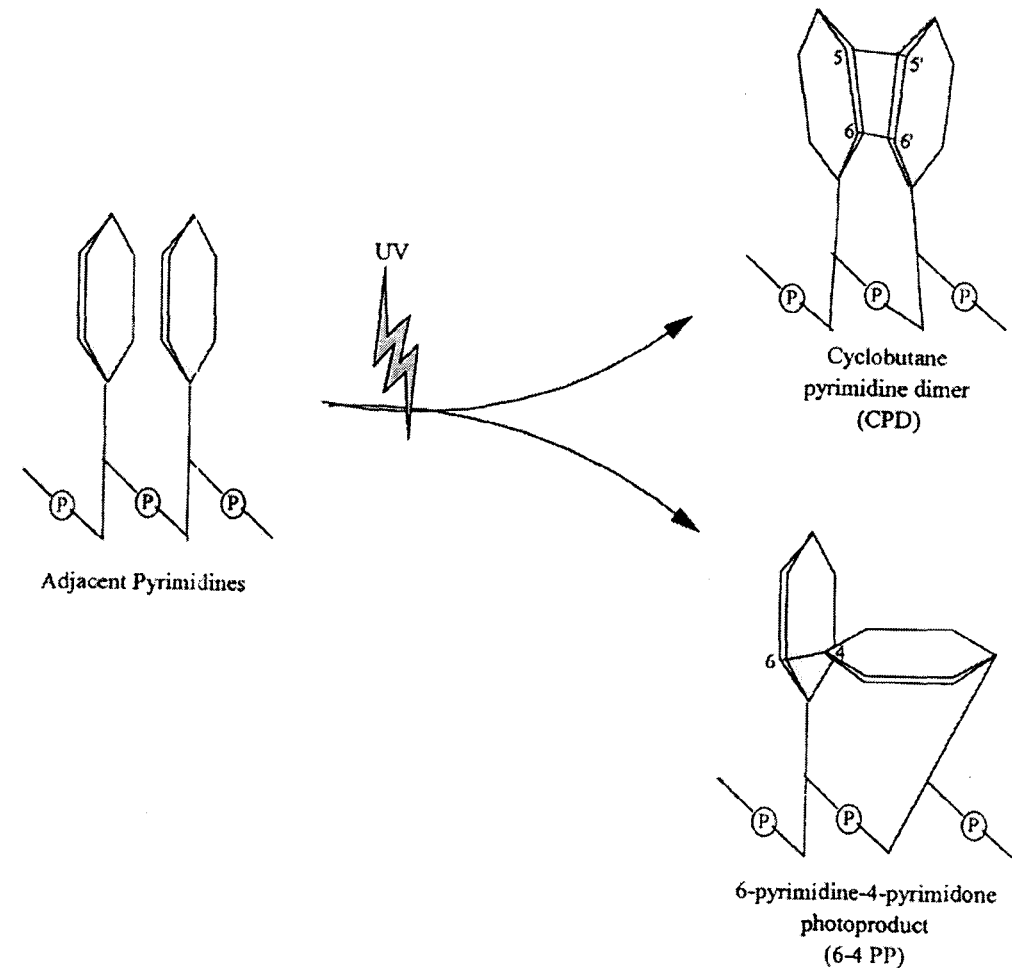 5
5'
6
6'
UV
P P P
P P P
Cyclobutane
pyrimidine dimer
(CPD)
Adjacent Pyrimidines
6
4
P P P
6-pyrimidine-4-pyrimidone
photoproduct
(6-4 PP)